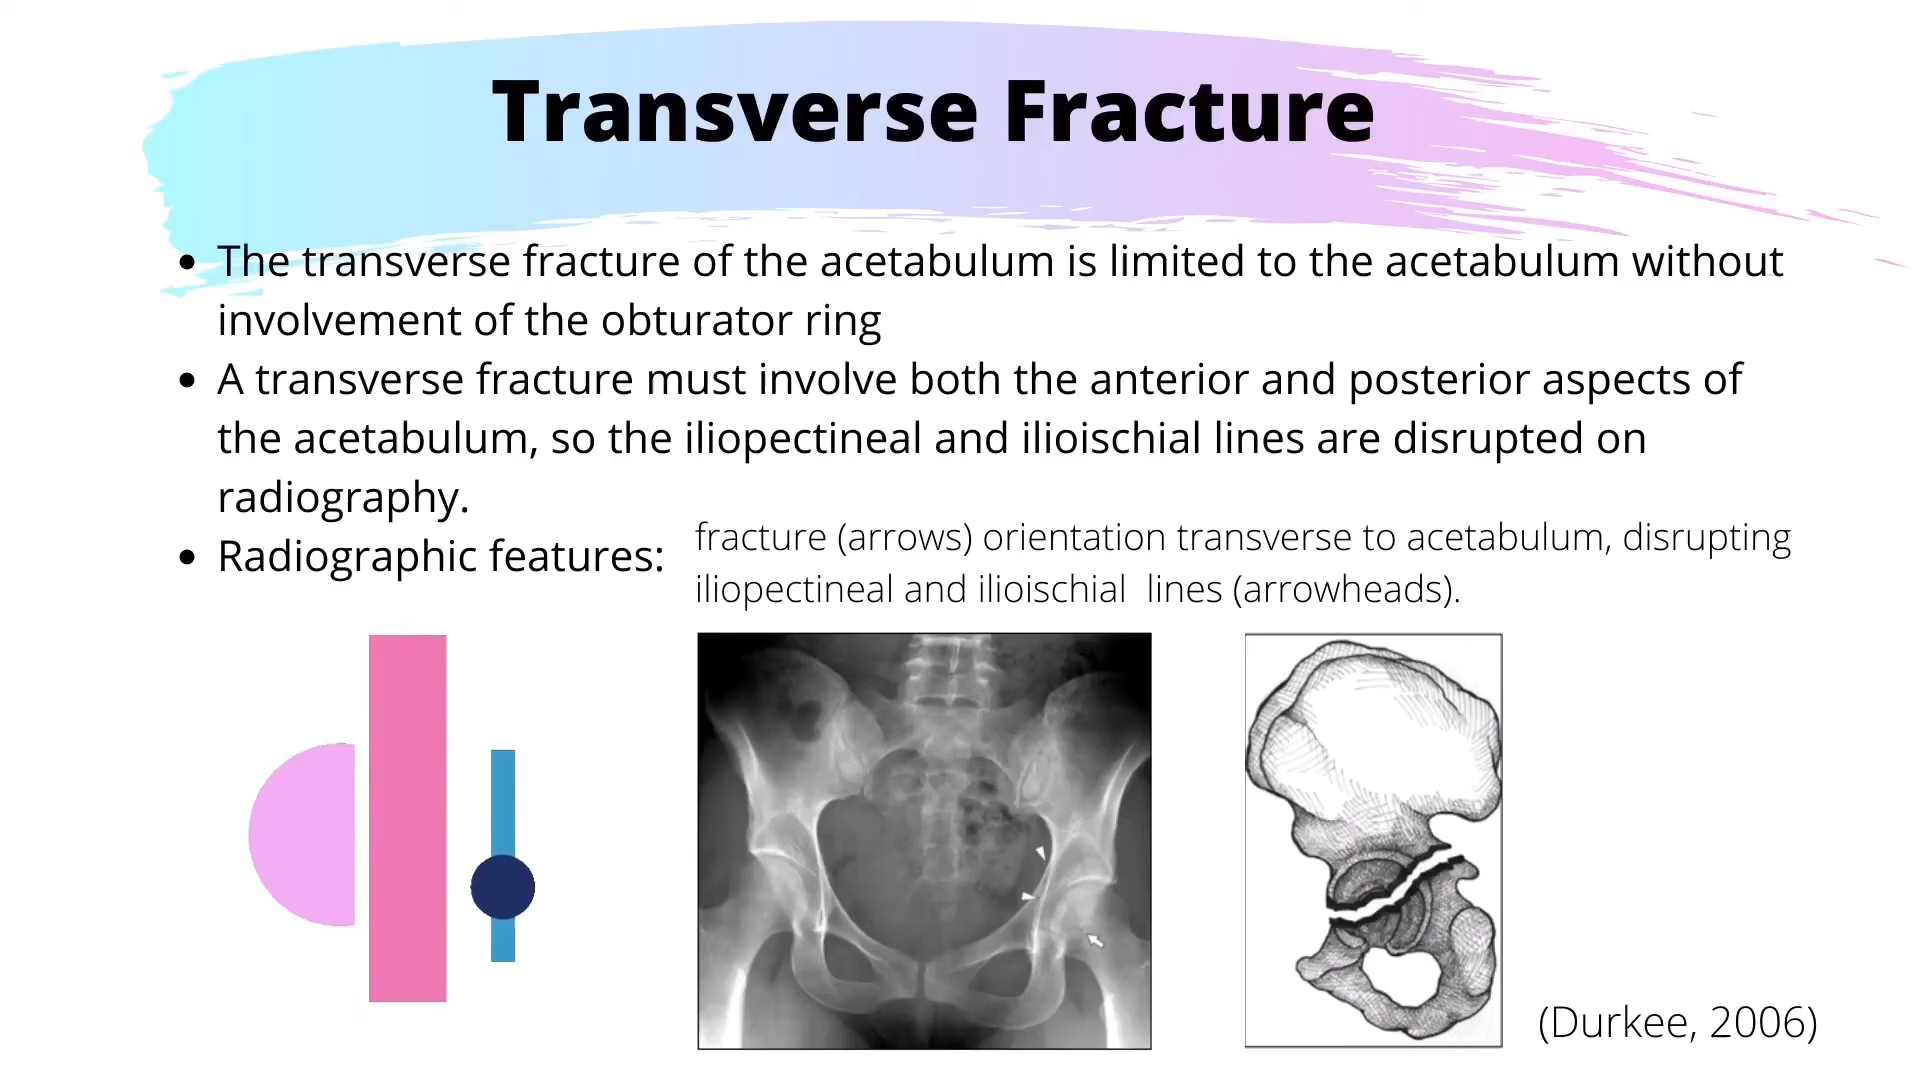 Transverse Fracture
• The transverse fracture of the acetabulum is limited to the acetabulum without
involvement of the obturator ring
• A transverse fracture must involve both the anterior and posterior aspects of
the acetabulum, so the iliopectineal and ilioischial lines are disrupted on
radiography.
• Radiographic features:
fracture (arrows) orientation transverse to acetabulum, disrupting
iliopectineal and ilioischial lines (arrowheads).
(Durkee, 2006)